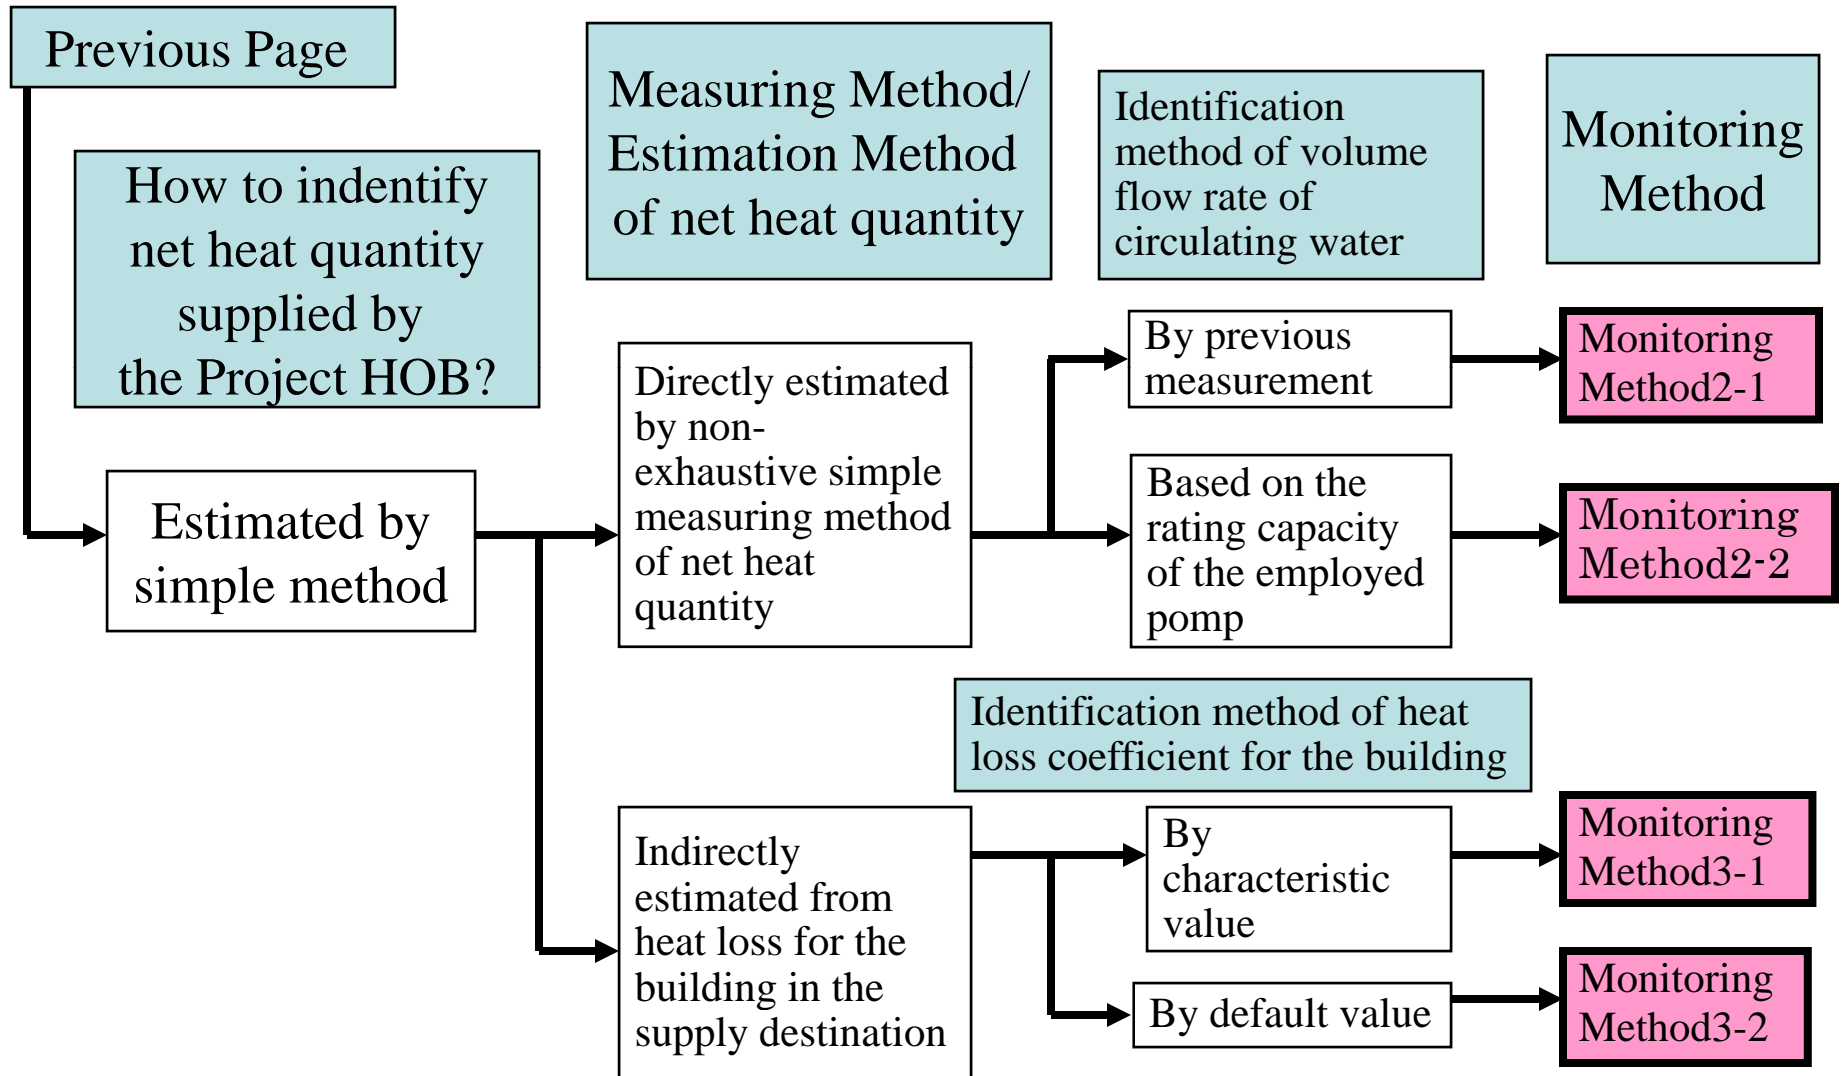 Previous Page
How to indentify
net heat quantity
supplied by
the Project HOB?
Measuring Method/
Estimation Method
of net heat quantity
Identification
method of volume
flow rate of
circulating water
Monitoring
Method
Estimated by
simple method
Directly estimated
by non-
exhaustive simple
measuring method
of net heat
quantity
By previous
measurement
Monitoring
Method2-1
Based on the
rating capacity
of the employed
pomp
Monitoring
Method2-2
Identification method of heat
loss coefficient for the building
Indirectly
estimated from
heat loss for the
building in the
supply destination
By
characteristic
value
Monitoring
Method3-1
By default value
Monitoring
Method3-2